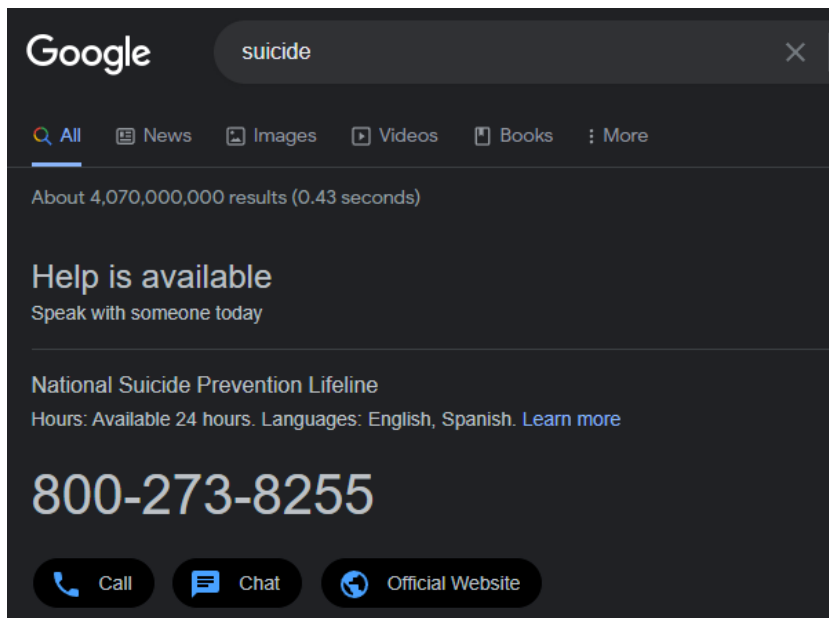 Google
suicide
All News Images Videos Books More
About 4,070,000,000 results (0.43 seconds)
Help is available
Speak with someone today
National Suicide Prevention Lifeline
Hours: Available 24 hours. Languages: English, Spanish. Learn more
800-273-8255
Call Chat Official Website